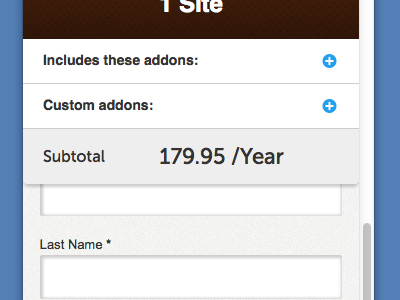 1 Site
Includes these addons:
Custom addons:
Subtotal 179.95 /Year
Last Name *